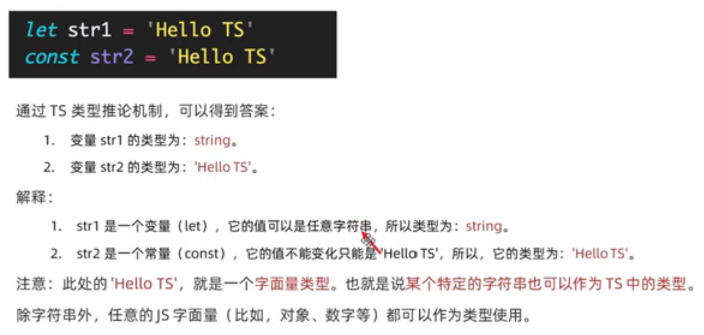 let str1 = 'Hello TS'
const str2 = 'Hello TS'
通过 TS 类型推论机制，可以得到答案：
1. 变量 str1 的类型为：string。
2. 变量 str2 的类型为：'Hello TS'。
解释：
1. str1 是一个变量（let），它的值可以是任意字符串，所以类型为：string。
2. str2 是一个常量（const），它的值不能变化只能是 'Hello TS'，所以，它的类型为：'Hello TS'。
注意：此处的 'Hello TS'，就是一个字面量类型。也就是说某个特定的字符串也可以作为 TS 中的类型。
除字符串外，任意的 JS 字面量（比如，对象、数字等）都可以作为类型使用。